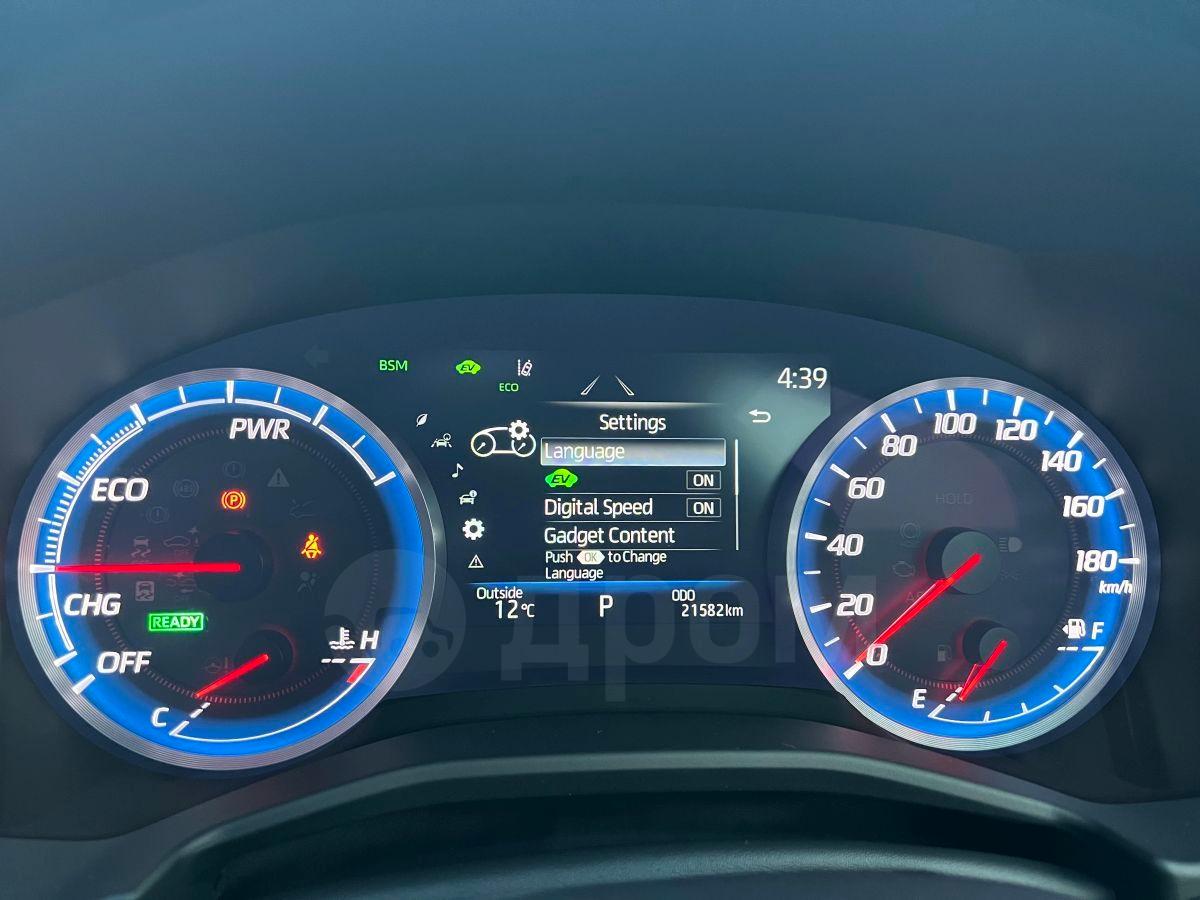 BSM
EV
ECO
4:39
Settings
Language
EV ON
Digital Speed ON
Gadget Content
Push OK to Change
Language
Outside
12°C
P
ODO
21582km
PWR
ECO
CHG
OFF
READY
C
H
P
0
20
40
60
80
100
120
140
160
180
km/h
HOLD
E
F
дром